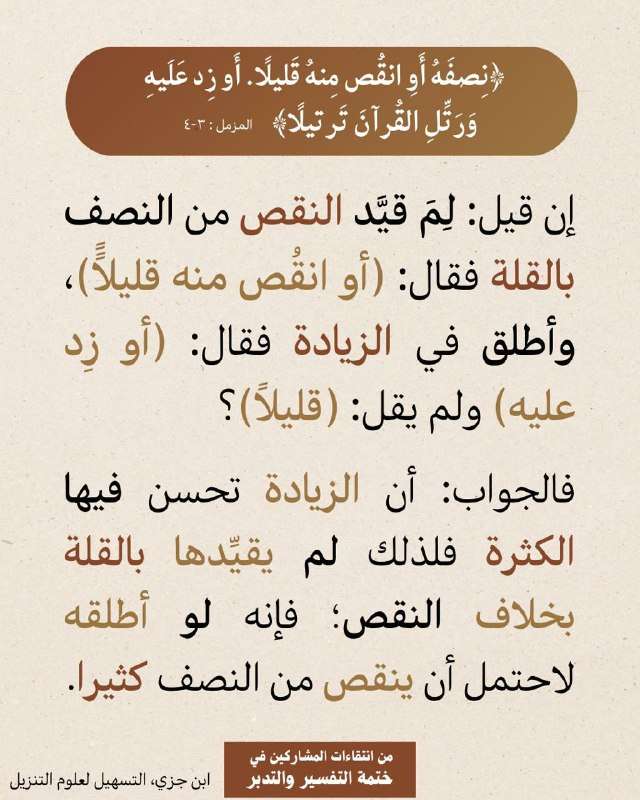 ﴿نِصفَهُ أَوِ انقُص مِنهُ قَليلًا. أَو زِد عَلَيهِ
وَرَتِّلِ القُرآنَ تَرتيلًا﴾ المزمل : ٣-٤
إن قيل: لِمَ قيَّد النقص من النصف
بالقلة فقال: (أو انقُص منه قليلاً)،
وأطلق في الزيادة فقال: (أو زِد
عليه) ولم يقل: (قليلاً)؟
فالجواب: أن الزيادة تحسن فيها
الكثرة فلذلك لم يقيِّدها بالقلة
بخلاف النقص؛ فإنه لو أطلقه
لاحتمل أن ينقص من النصف كثيرا.
من انتقاءات المشاركين في
ختمة التفسير والتدبر
ابن جزي، التسهيل لعلوم التنزيل